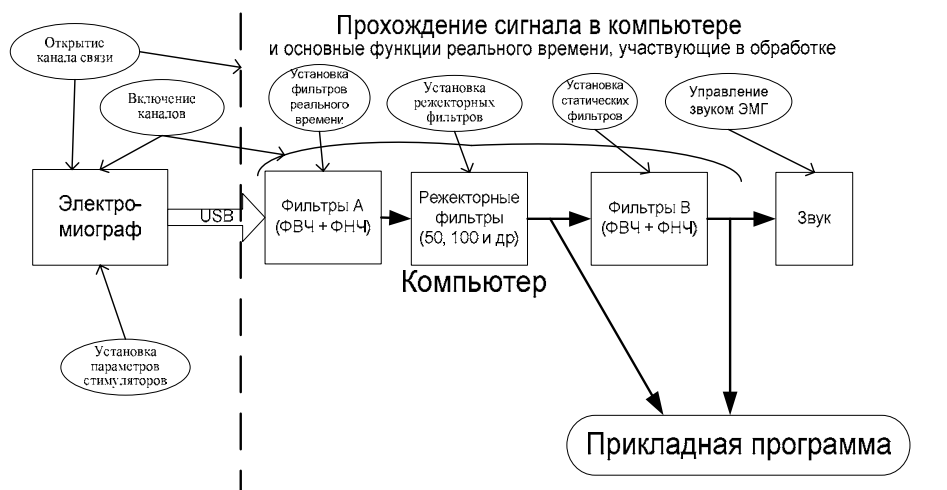 Прохождение сигнала в компьютере
и основные функции реального времени, участвующие в обработке
Открытие
канала связи
Включение
каналов
Установка
фильтров
реального
времени
Установка
режекторных
фильтров
Установка
статических
фильтров
Управление
звуком ЭМГ
Электро-
миограф
USB
Фильтры A
(ФВЧ + ФНЧ)
Режекторные
фильтры
(50, 100 и др)
Фильтры B
(ФВЧ + ФНЧ)
Звук
Компьютер
Установка
параметров
стимуляторов
Прикладная программа